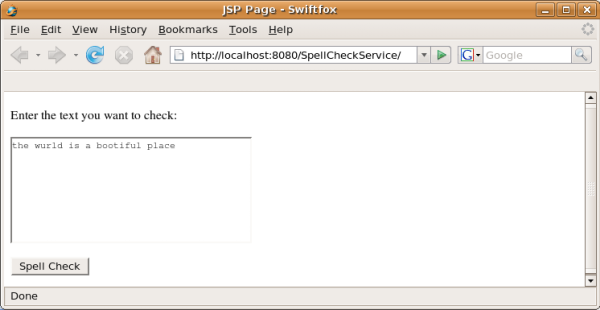 JSP Page - Swiftfox
File Edit View History Bookmarks Tools Help
http://localhost:8080/SpellCheckService/ G Google
Enter the text you want to check:
the wurld is a bootiful place
Spell Check
Done